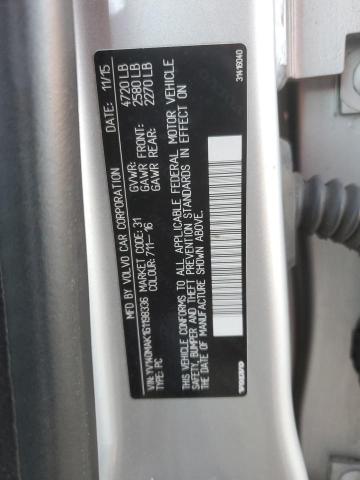 MFD BY VOLVO CAR CORPORATION
DATE: 11/15
GVWR: 4720 LB
GAWR FRONT: 2580 LB
GAWR REAR: 2270 LB
VIN:
MARKET CODE: 31
TYPE: PC
COLOUR: 711-16
THIS VEHICLE CONFORMS TO ALL APPLICABLE FEDERAL MOTOR VEHICLE
SAFETY, BUMPER AND THEFT PREVENTION STANDARDS IN EFFECT ON
THE DATE OF MANUFACTURE SHOWN ABOVE.
VOLVO
31416040